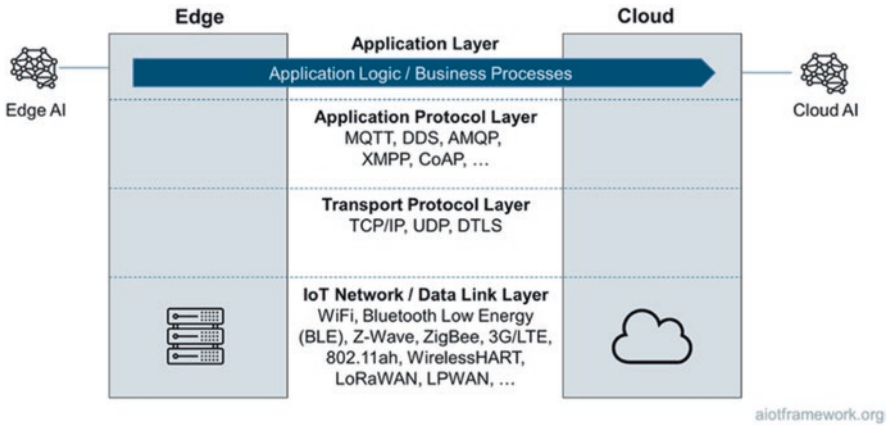 Edge
Cloud
Application Layer
Application Logic / Business Processes
Edge AI
Cloud AI
Application Protocol Layer
MQTT, DDS, AMQP,
XMPP, CoAP, ...
Transport Protocol Layer
TCP/IP, UDP, DTLS
IoT Network / Data Link Layer
WiFi, Bluetooth Low Energy
(BLE), Z-Wave, ZigBee, 3G/LTE,
802.11ah, WirelessHART,
LoRaWAN, LPWAN, ...
aiotframework.org